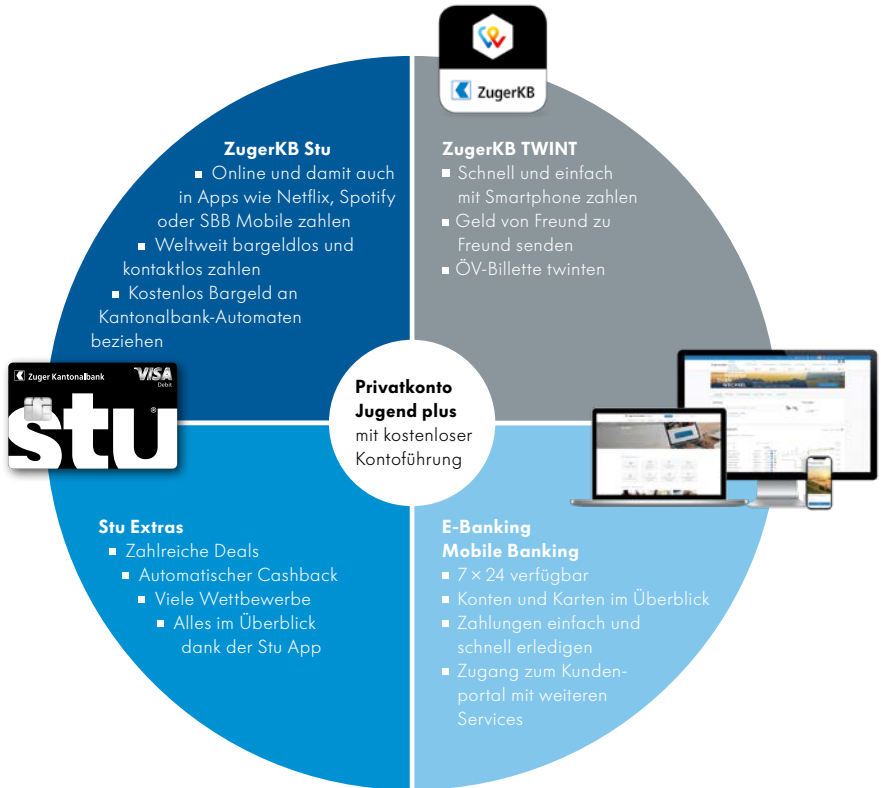 ZugerKB
ZugerKB Stu
▪ Online und damit auch
in Apps wie Netflix, Spotify
oder SBB Mobile zahlen
▪ Weltweit bargeldlos und
kontaktlos zahlen
▪ Kostenlos Bargeld an
Kantonalbank-Automaten
beziehen
ZugerKB TWINT
▪ Schnell und einfach
mit Smartphone zahlen
▪ Geld von Freund zu
Freund senden
▪ ÖV-Billette twinten
Zuger Kantonalbank
VISA
Debit
stu®
Privatkonto
Jugend plus
mit kostenloser
Kontoführung
Stu Extras
▪ Zahlreiche Deals
▪ Automatischer Cashback
▪ Viele Wettbewerbe
▪ Alles im Überblick
dank der Stu App
E-Banking
Mobile Banking
▪ 7 × 24 verfügbar
▪ Konten und Karten im Überblick
▪ Zahlungen einfach und
schnell erledigen
▪ Zugang zum Kunden-
portal mit weiteren
Services